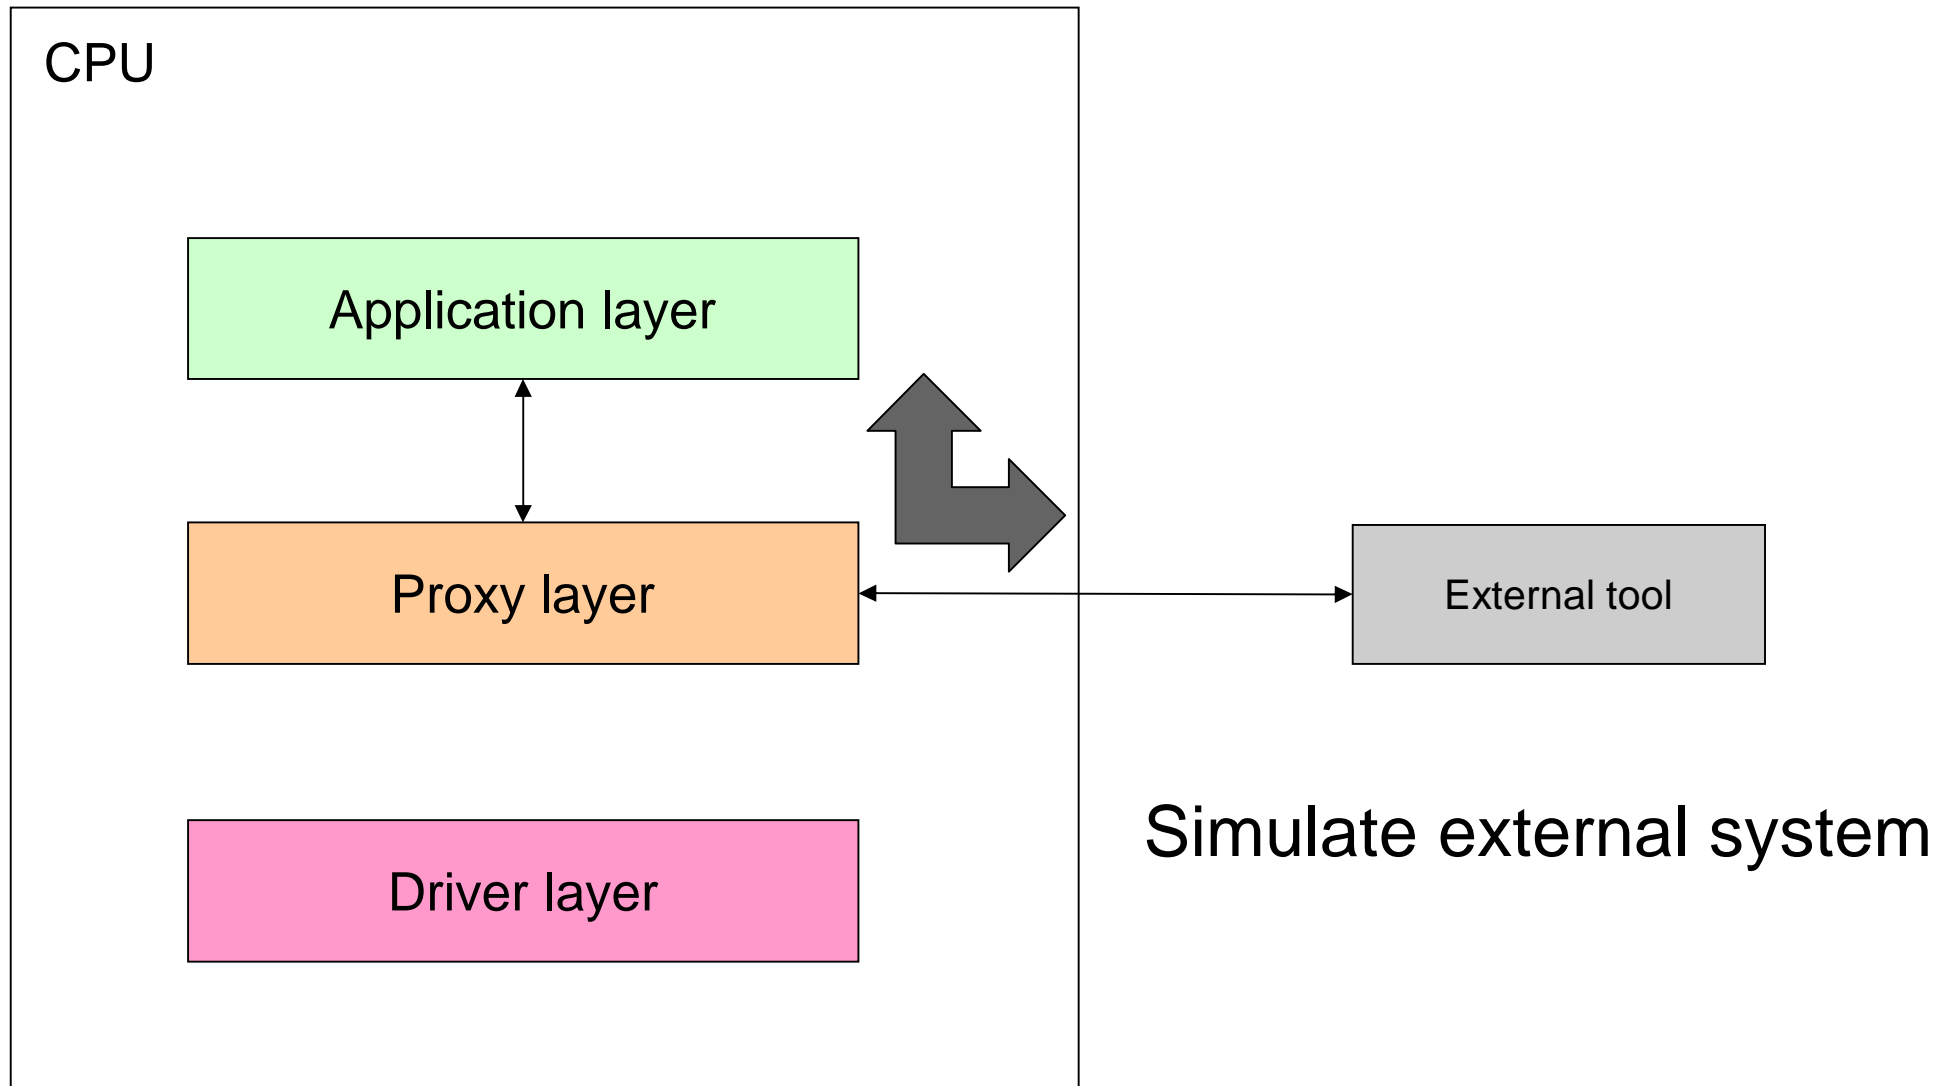 CPU
Application layer
Proxy layer
External tool
Simulate external system
Driver layer